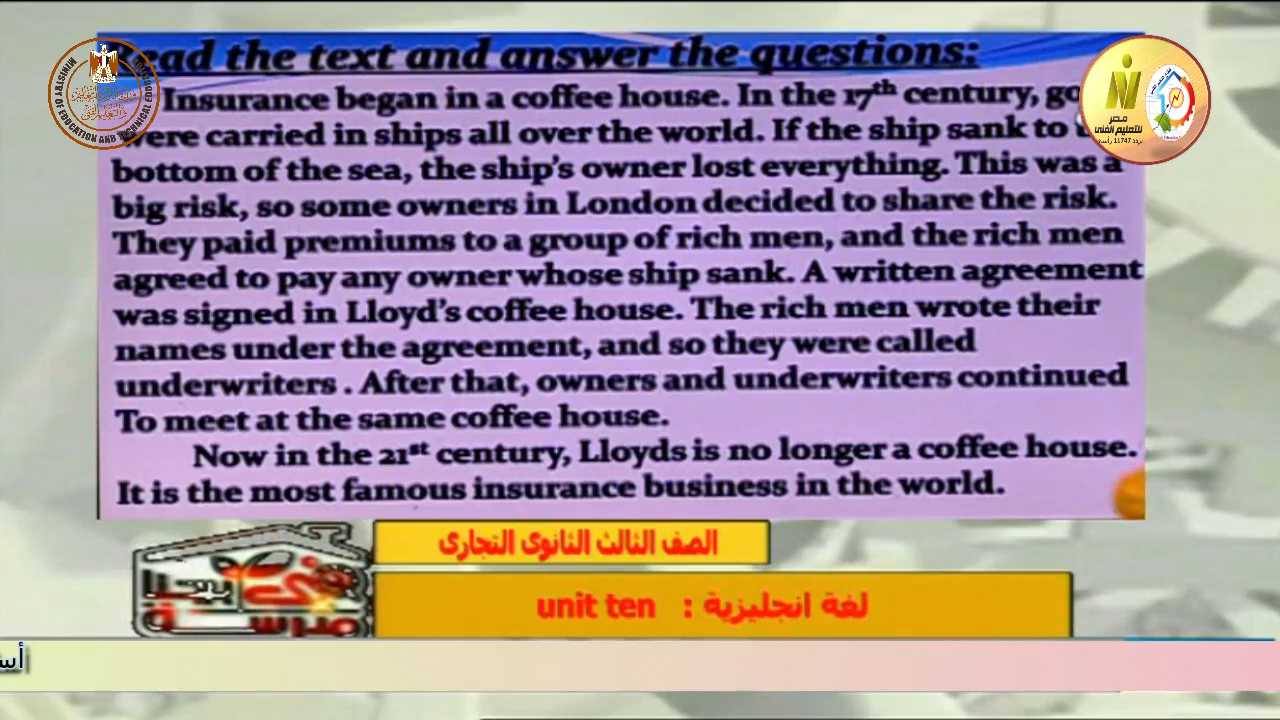 Read the text and answer the questions:
Insurance began in a coffee house. In the 17th century,
were carried in ships all over the world. If the ship sank to
bottom of the sea, the ship's owner lost everything. This was a
big risk, so some owners in London decided to share the risk.
They paid premiums to a group of rich men, and the rich men
agreed to pay any owner whose ship sank. A written agreement
was signed in Lloyd's coffee house. The rich men wrote their
names under the agreement, and so they were called
underwriters . After that, owners and underwriters continued
To meet at the same coffee house.
Now in the 21st century, Lloyds is no longer a coffee house.
It is the most famous insurance business in the world.
مصر
للتعليم الفنى
الصف الثالث الثانوى التجارى
لغة انجليزية : unit ten